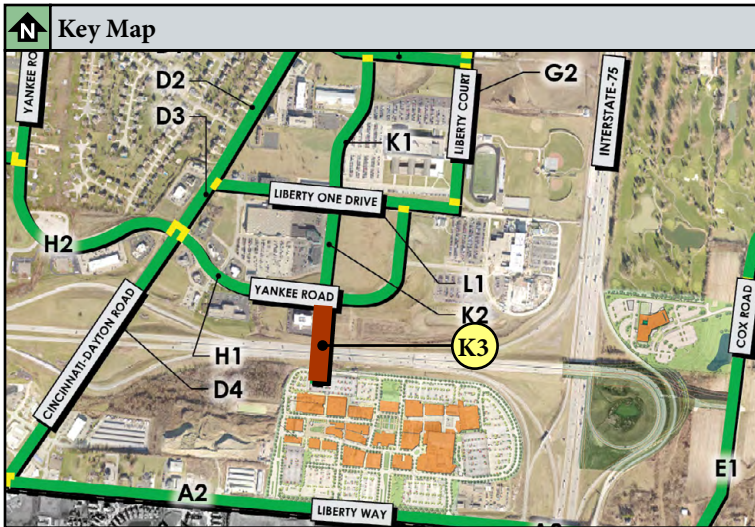 N Key Map
YANKEE RO
D2
D3
LIBERTY COURT
G2
INTERSTATE-75
K1
LIBERTY ONE DRIVE
H2
YANKEE ROAD
L1
K2
COX ROAD
CINCINNATI-DAYTON ROAD
H1
K3
D4
E1
A2
LIBERTY WAY